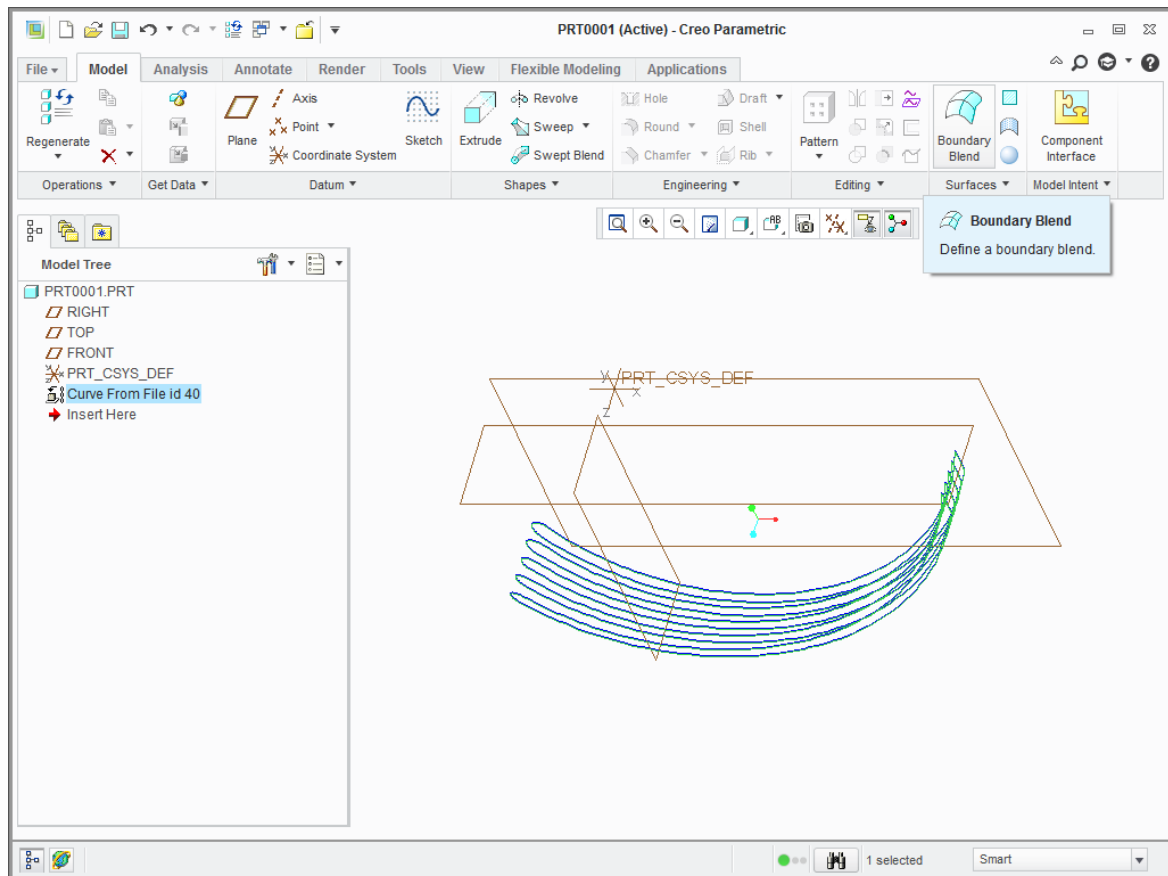 PRT0001 (Active) - Creo Parametric
File Model Analysis Annotate Render Tools View Flexible Modeling Applications
Regenerate
Plane
Axis
Point
Coordinate System
Sketch
Extrude
Revolve
Sweep
Swept Blend
Hole
Round
Chamfer
Draft
Shell
Rib
Pattern
Boundary
Blend
Component
Interface
Operations Get Data Datum Shapes Engineering Editing Surfaces Model Intent
Boundary Blend
Define a boundary blend.
Model Tree
PRT0001.PRT
RIGHT
TOP
FRONT
PRT_CSYS_DEF
Curve From File id 40
Insert Here
y PRT_CSYS_DEF
x
z
1 selected
Smart